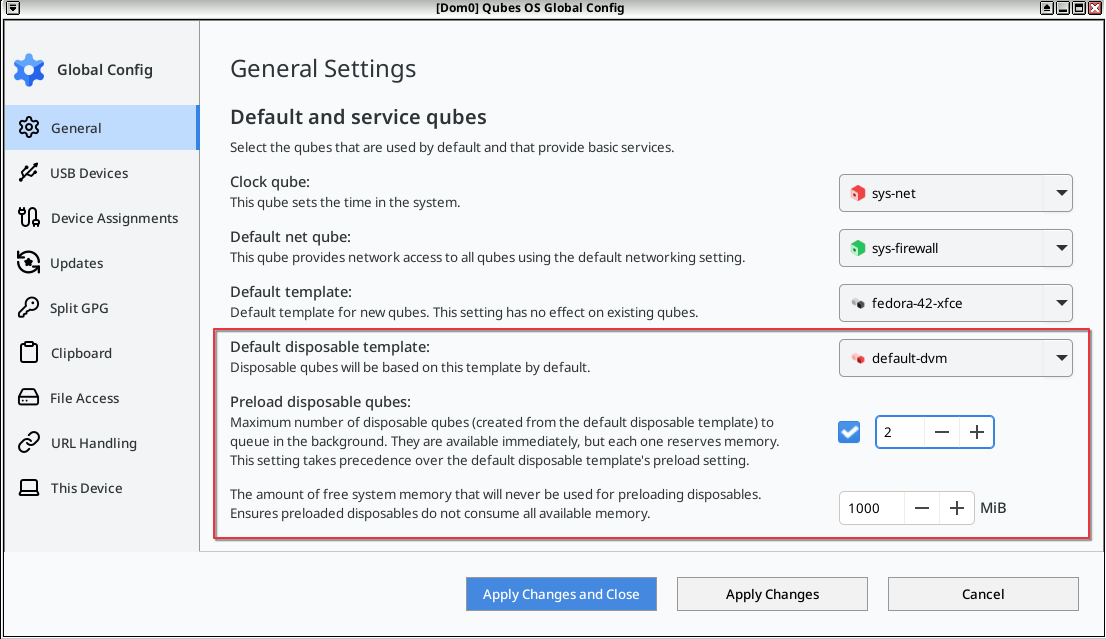 [Dom0] Qubes OS Global Config
Global Config
General
USB Devices
Device Assignments
Updates
Split GPG
Clipboard
File Access
URL Handling
This Device
General Settings
Default and service qubes
Select the qubes that are used by default and that provide basic services.
Clock qube:
This qube sets the time in the system.
sys-net
Default net qube:
This qube provides network access to all qubes using the default networking setting.
sys-firewall
Default template:
Default template for new qubes. This setting has no effect on existing qubes.
fedora-42-xfce
Default disposable template:
Disposable qubes will be based on this template by default.
default-dvm
Preload disposable qubes:
Maximum number of disposable qubes (created from the default disposable template) to
queue in the background. They are available immediately, but each one reserves memory.
This setting takes precedence over the default disposable template's preload setting.
2
The amount of free system memory that will never be used for preloading disposables.
Ensures preloaded disposables do not consume all available memory.
1000 MiB
Apply Changes and Close
Apply Changes
Cancel